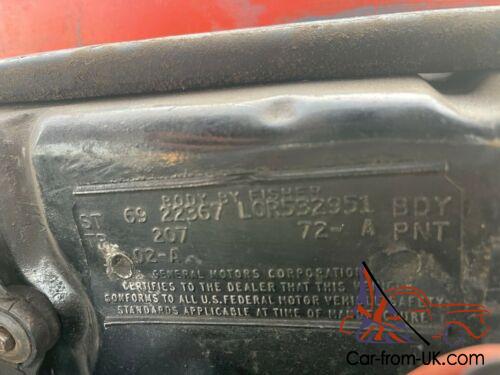 BODY BY FISHER
ST 69 22367 LOR532951 BDY
TR 207 72-A PNT
02-A
GENERAL MOTORS CORPORATION
CERTIFIES TO THE DEALER THAT THIS
CONFORMS TO ALL U.S. FEDERAL MOTOR VEHICLE SAFETY
STANDARDS APPLICABLE AT TIME OF MANUFACTURE
Car-from-UK.com